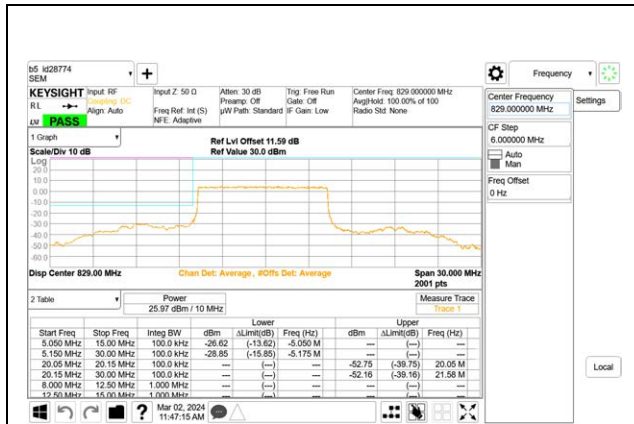 b5 id28774
SEM
Frequency
KEYSIGHT Input: RF
Coupling: DC
Align: Auto
Input Z: 50 Ω
Freq Ref: Int (S)
NFE: Adaptive
Atten: 30 dB
Preamp: Off
µW Path: Standard
Trig: Free Run
Gate: Off
IF Gain: Low
Center Freq: 829.000000 MHz
Avg|Hold: 100.00% of 100
Radio Std: None
RL
PASS
Center Frequency
829.000000 MHz
Settings
CF Step
6.000000 MHz
Auto
Man
Freq Offset
0 Hz
1 Graph
Scale/Div 10 dB
Ref Lvl Offset 11.59 dB
Ref Value 30.0 dBm
Log
20.0
10.0
0.00
-10.0
-20.0
-30.0
-40.0
-50.0
-60.0
Disp Center 829.00 MHz
Chan Det: Average , #Offs Det: Average
Span 30.000 MHz
2001 pts
2 Table
Power
25.97 dBm / 10 MHz
Measure Trace
Trace 1
Lower Upper
Start Freq Stop Freq Integ BW dBm ΔLimit(dB) Freq (Hz) dBm ΔLimit(dB) Freq (Hz)
5.050 MHz 15.00 MHz 100.0 kHz -26.62 (-13.62) -5.050 M --- (---) ---
5.150 MHz 30.00 MHz 100.0 kHz -28.85 (-15.85) -5.175 M --- (---) ---
20.05 MHz 20.15 MHz 100.0 kHz --- (---) --- -52.75 (-39.75) 20.05 M
20.15 MHz 30.00 MHz 100.0 kHz --- (---) --- -52.16 (-39.16) 21.58 M
8.000 MHz 12.50 MHz 1.000 MHz --- (---) --- --- (---) ---
12.50 MHz 15.00 MHz 1.000 MHz --- (---) --- --- (---) ---
Local
Mar 02, 2024
11:47:15 AM